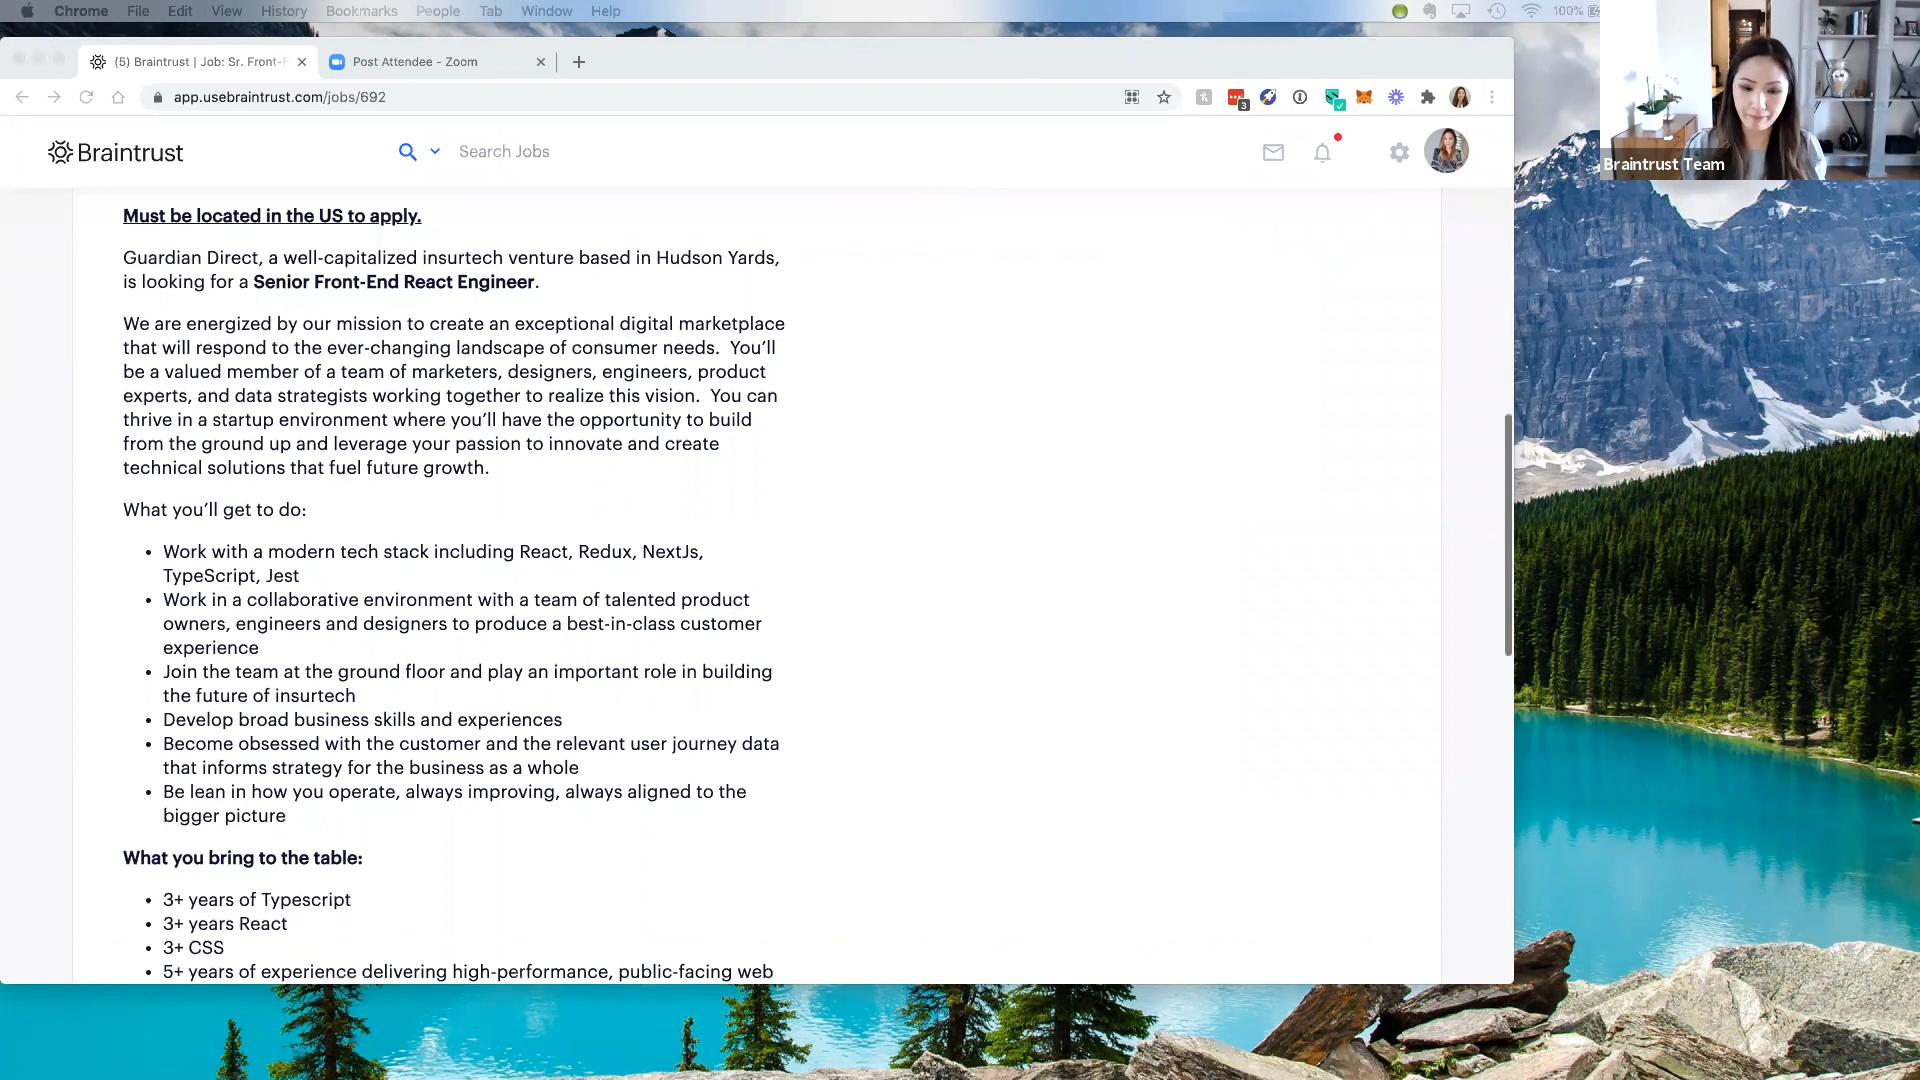 Chrome File Edit View History Bookmarks People Tab Window Help 100%
(5) Braintrust | Job: Sr. Front-
Post Attendee - Zoom
app.usebraintrust.com/jobs/692
3
Braintrust
Search Jobs
Braintrust Team
Must be located in the US to apply.
Guardian Direct, a well-capitalized insurtech venture based in Hudson Yards,
is looking for a Senior Front-End React Engineer.
We are energized by our mission to create an exceptional digital marketplace
that will respond to the ever-changing landscape of consumer needs. You’ll
be a valued member of a team of marketers, designers, engineers, product
experts, and data strategists working together to realize this vision. You can
thrive in a startup environment where you’ll have the opportunity to build
from the ground up and leverage your passion to innovate and create
technical solutions that fuel future growth.
What you’ll get to do:
• Work with a modern tech stack including React, Redux, NextJs,
TypeScript, Jest
• Work in a collaborative environment with a team of talented product
owners, engineers and designers to produce a best-in-class customer
experience
• Join the team at the ground floor and play an important role in building
the future of insurtech
• Develop broad business skills and experiences
• Become obsessed with the customer and the relevant user journey data
that informs strategy for the business as a whole
• Be lean in how you operate, always improving, always aligned to the
bigger picture
What you bring to the table:
• 3+ years of Typescript
• 3+ years React
• 3+ CSS
• 5+ years of experience delivering high-performance, public-facing web